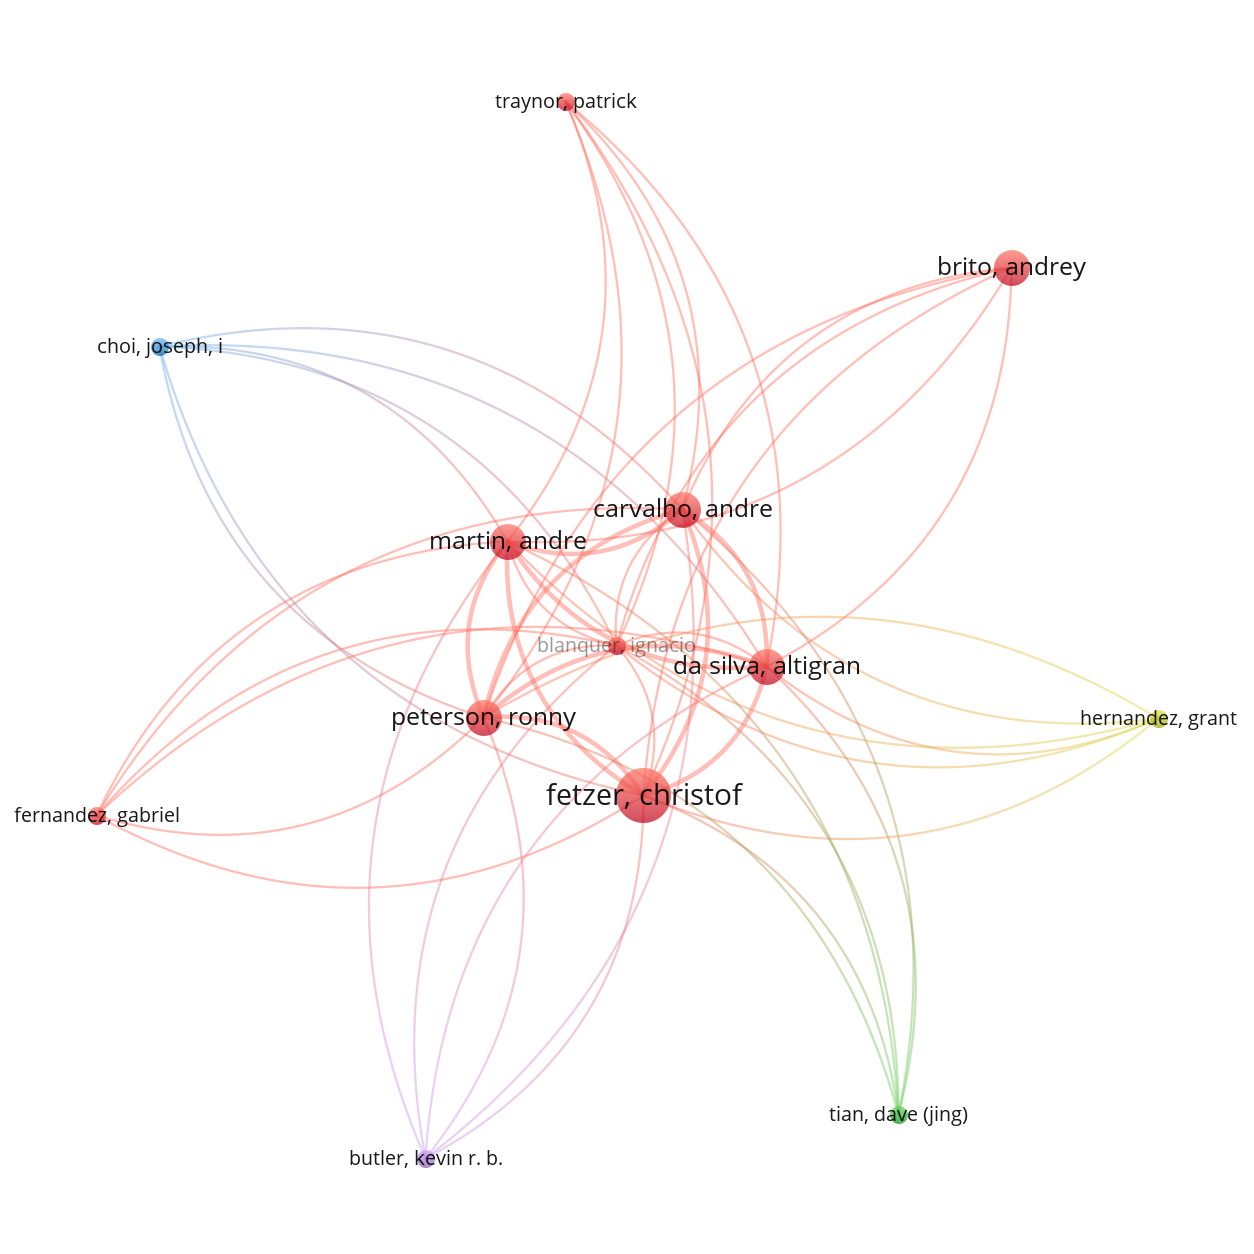 traynor, patrick
brito, andrey
choi, joseph, i
carvalho, andre
martin, andre
blanquer, ignacio
da silva, altigran
peterson, ronny
hernandez, grant
fetzer, christof
fernandez, gabriel
tian, dave (jing)
butler, kevin r. b.